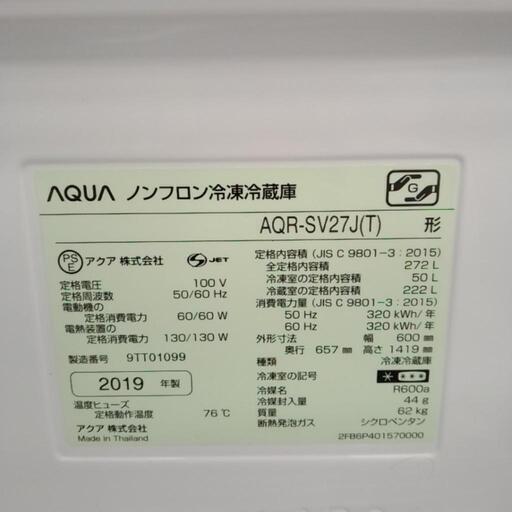 AQUA ノンフロン冷凍冷蔵庫
G
AQR-SV27J(T) 形
PS E アクア 株式会社 S JET
定格電圧 100 V
定格周波数 50/60 Hz
電動機の
定格消費電力 60/60 W
電熱装置の
定格消費電力 130/130 W
製造番号 9TT01099
2019 年製
温度ヒューズ
定格動作温度 76℃
アクア 株式会社
Made in Thailand
定格内容積 (JIS C 9801-3 : 2015)
全定格内容積 272 L
冷凍室の定格内容積 50 L
冷蔵室の定格内容積 222 L
消費電力量 (JIS C 9801-3 : 2015)
50 Hz 320 kWh/年
60 Hz 320 kWh/年
外形寸法 幅 600 mm
奥行 657 mm 高さ 1419 mm
種類 冷凍冷蔵庫
冷凍室の記号
冷媒 R600a
冷媒封入量 44 g
質量 62 kg
断熱発泡ガス シクロペンタン
2FB6P401570000